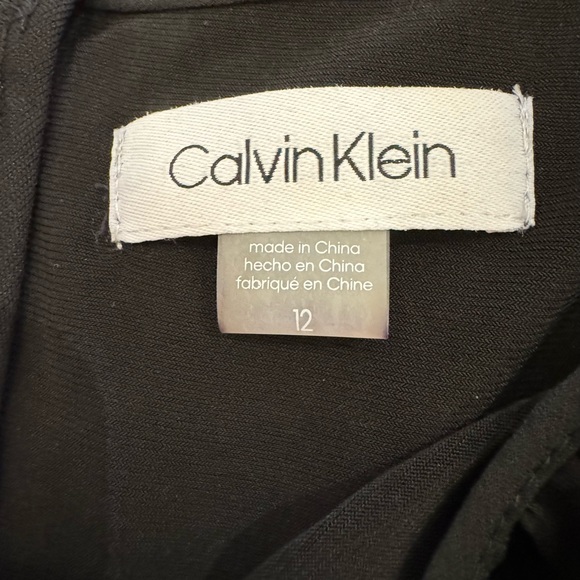 Calvin Klein
made in China
hecho en China
fabriqué en Chine
12